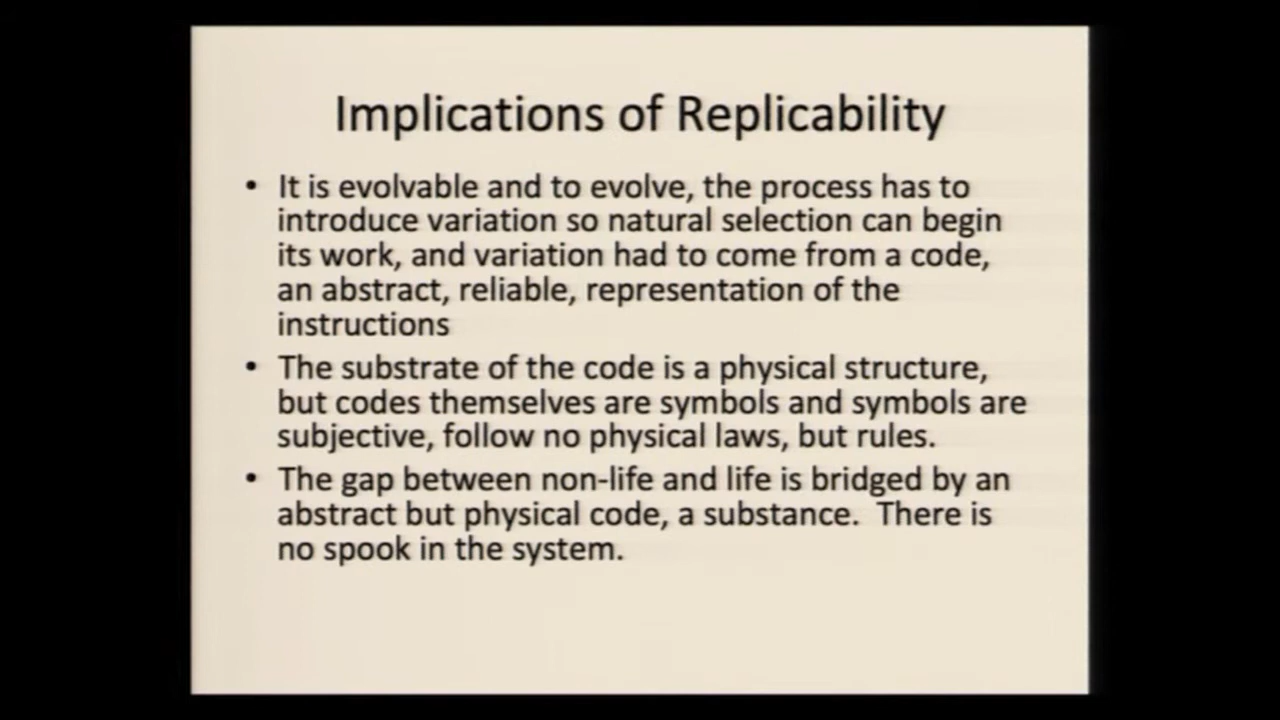 Implications of Replicability
• It is evolvable and to evolve, the process has to
introduce variation so natural selection can begin
its work, and variation had to come from a code,
an abstract, reliable, representation of the
instructions
• The substrate of the code is a physical structure,
but codes themselves are symbols and symbols are
subjective, follow no physical laws, but rules.
• The gap between non-life and life is bridged by an
abstract but physical code, a substance. There is
no spook in the system.